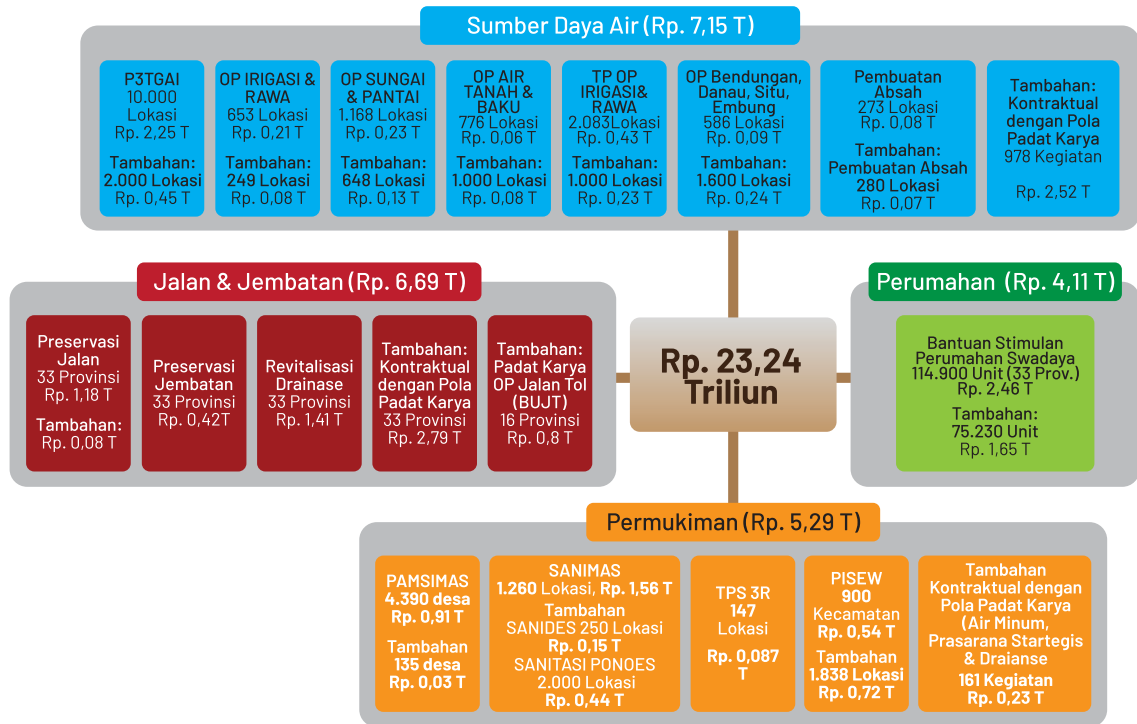 Sumber Daya Air (Rp. 7,15 T)
P3TGAI
10.000
Lokasi
Rp. 2,25 T
Tambahan:
2.000 Lokasi
Rp. 0,45 T
OP IRIGASI &
RAWA
653 Lokasi
Rp. 0,21 T
Tambahan:
249 Lokasi
Rp. 0,08 T
OP SUNGAI
& PANTAI
1.168 Lokasi
Rp. 0,23 T
Tambahan:
648 Lokasi
Rp. 0,13 T
OP AIR
TANAH &
BAKU
776 Lokasi
Rp. 0,06 T
Tambahan:
1.000 Lokasi
Rp. 0,08 T
TP OP
IRIGASI&
RAWA
2.083Lokasi
Rp. 0,43 T
Tambahan:
1.000 Lokasi
Rp. 0,23 T
OP Bendungan,
Danau, Situ,
Embung
586 Lokasi
Rp. 0,09 T
Tambahan:
1.600 Lokasi
Rp. 0,24 T
Pembuatan
Absah
273 Lokasi
Rp. 0,08 T
Tambahan:
Pembuatan Absah
280 Lokasi
Rp. 0,07 T
Tambahan:
Kontraktual
dengan Pola
Padat Karya
978 Kegiatan
Rp. 2,52 T
Jalan & Jembatan (Rp. 6,69 T)
Preservasi
Jalan
33 Provinsi
Rp. 1,18 T
Tambahan:
Rp. 0,08 T
Preservasi
Jembatan
33 Provinsi
Rp. 0,42T
Revitalisasi
Drainase
33 Provinsi
Rp. 1,41 T
Tambahan:
Kontraktual
dengan Pola
Padat Karya
33 Provinsi
Rp. 2,79 T
Tambahan:
Padat Karya
OP Jalan Tol
(BUJT)
16 Provinsi
Rp. 0,8 T
Rp. 23,24
Triliun
Perumahan (Rp. 4,11 T)
Bantuan Stimulan
Perumahan Swadaya
114.900 Unit (33 Prov.)
Rp. 2,46 T
Tambahan:
75.230 Unit
Rp. 1,65 T
Permukiman (Rp. 5,29 T)
PAMSIMAS
4.390 desa
Rp. 0,91 T
Tambahan
135 desa
Rp. 0,03 T
SANIMAS
1.260 Lokasi, Rp. 1,56 T
Tambahan
SANIDES 250 Lokasi
Rp. 0,15 T
SANITASI PONOES
2.000 Lokasi
Rp. 0,44 T
TPS 3R
147
Lokasi
Rp. 0,087
T
PISEW
900
Kecamatan
Rp. 0,54 T
Tambahan
1.838 Lokasi
Rp. 0,72 T
Tambahan
Kontraktual dengan
Pola Padat Karya
(Air Minum,
Prasarana Startegis
& Draianse
161 Kegiatan
Rp. 0,23 T